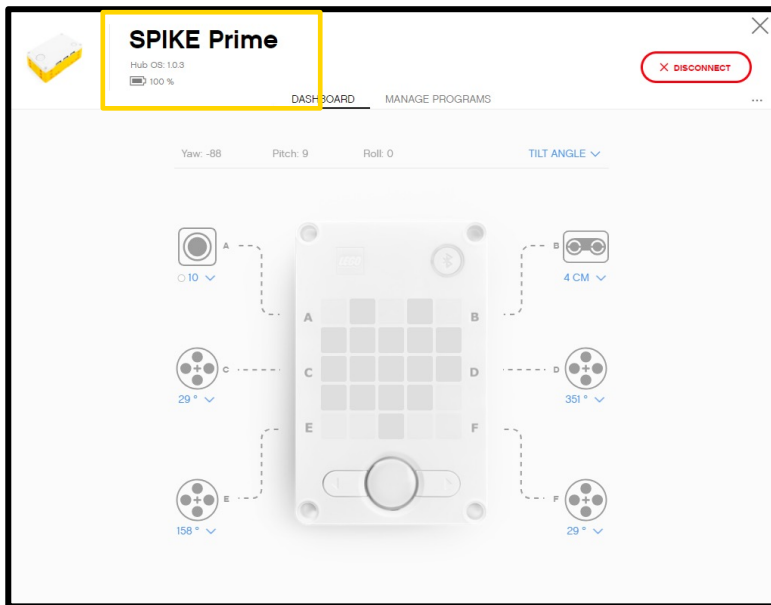 SPIKE Prime
Hub OS: 1.0.3
100 %
DISCONNECT
DASHBOARD MANAGE PROGRAMS
...
Yaw: -88 Pitch: 9 Roll: 0 TILT ANGLE
A B
10 4 CM
LEGO
A B
C D
C D
29 ° 351 °
E F
E F
158 ° 29 °